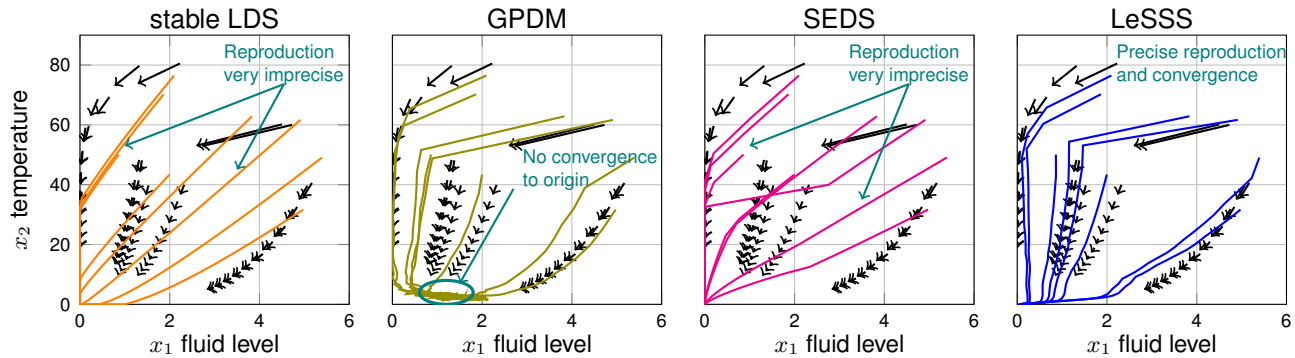 stable LDS
GPDM
SEDS
LeSSS
x₂ temperature
80
60
40
20
0
Reproduction
very imprecise
0
2
4
6
x₁ fluid level
No convergence
to origin
0
2
4
6
x₁ fluid level
Reproduction
very imprecise
0
2
4
6
x₁ fluid level
Precise reproduction
and convergence
0
2
4
6
x₁ fluid level